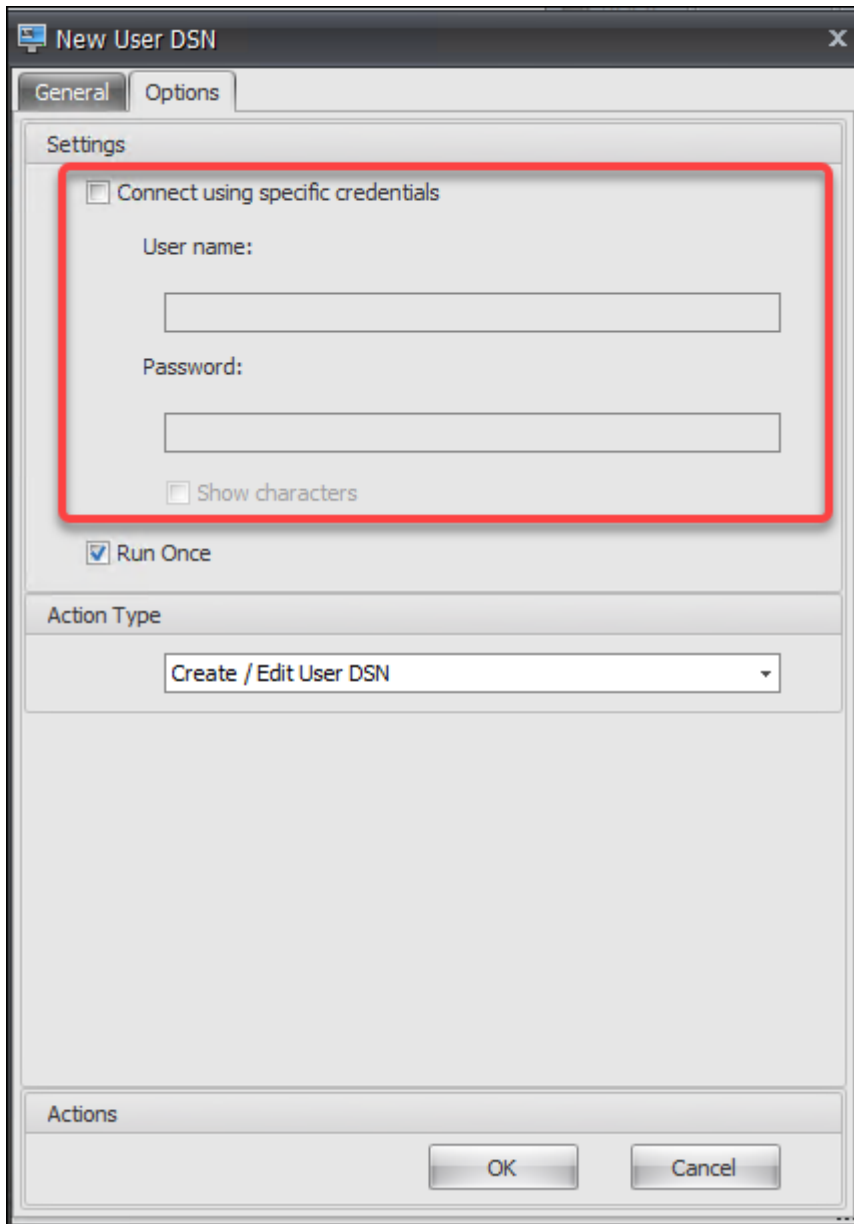 New User DSN
General Options
Settings
Connect using specific credentials
User name:
Password:
Show characters
Run Once
Action Type
Create / Edit User DSN
Actions
OK Cancel